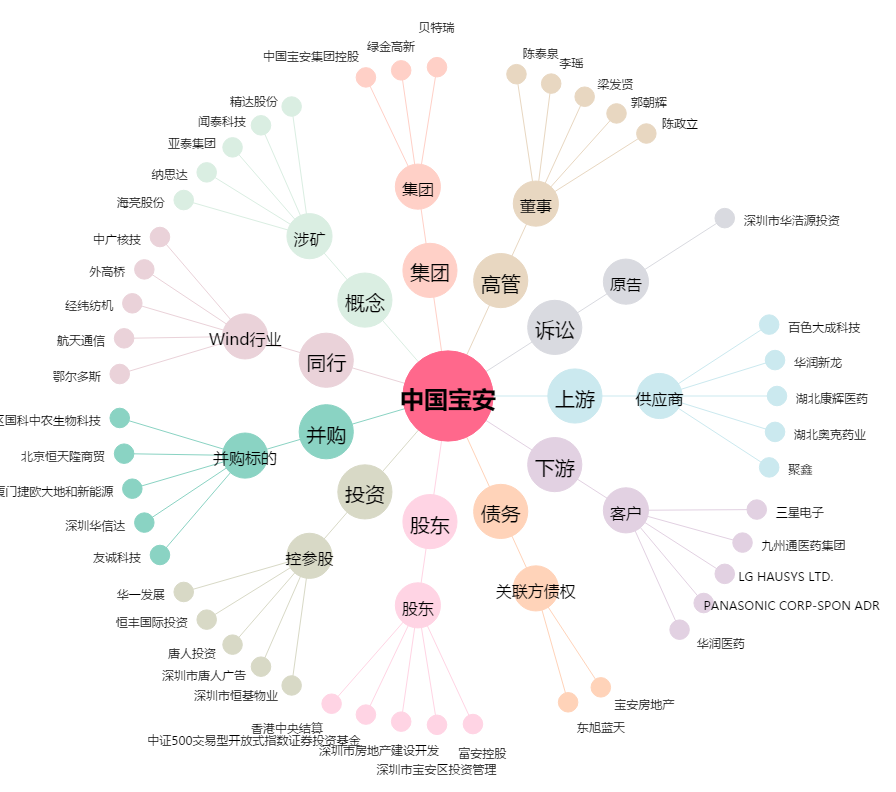 贝特瑞
绿金高新
中国宝安集团控股
集团
集团
陈泰泉
李瑶
梁发贤
郭朝辉
陈政立
董事
高管
深圳市华浩源投资
原告
诉讼
百色大成科技
华润新龙
湖北康辉医药
湖北奥克药业
聚鑫
供应商
上游
三星电子
九州通医药集团
LG HAUSYS LTD.
PANASONIC CORP-SPON ADR
华润医药
客户
下游
宝安房地产
东旭蓝天
关联方债权
债务
富安控股
深圳市宝安区投资管理
深圳市房地产建设开发
中证500交易型开放式指数证券投资基金
香港中央结算
股东
股东
深圳市恒基物业
深圳市唐人广告
唐人投资
恒丰国际投资
华一发展
控参股
投资
友诚科技
深圳华信达
厦门捷欧大地和新能源
北京恒天隆商贸
区国科中农生物科技
并购标的
并购
鄂尔多斯
航天通信
经纬纺机
外高桥
中广核技
Wind行业
同行
海亮股份
纳思达
亚泰集团
闻泰科技
精达股份
涉矿
概念
中国宝安